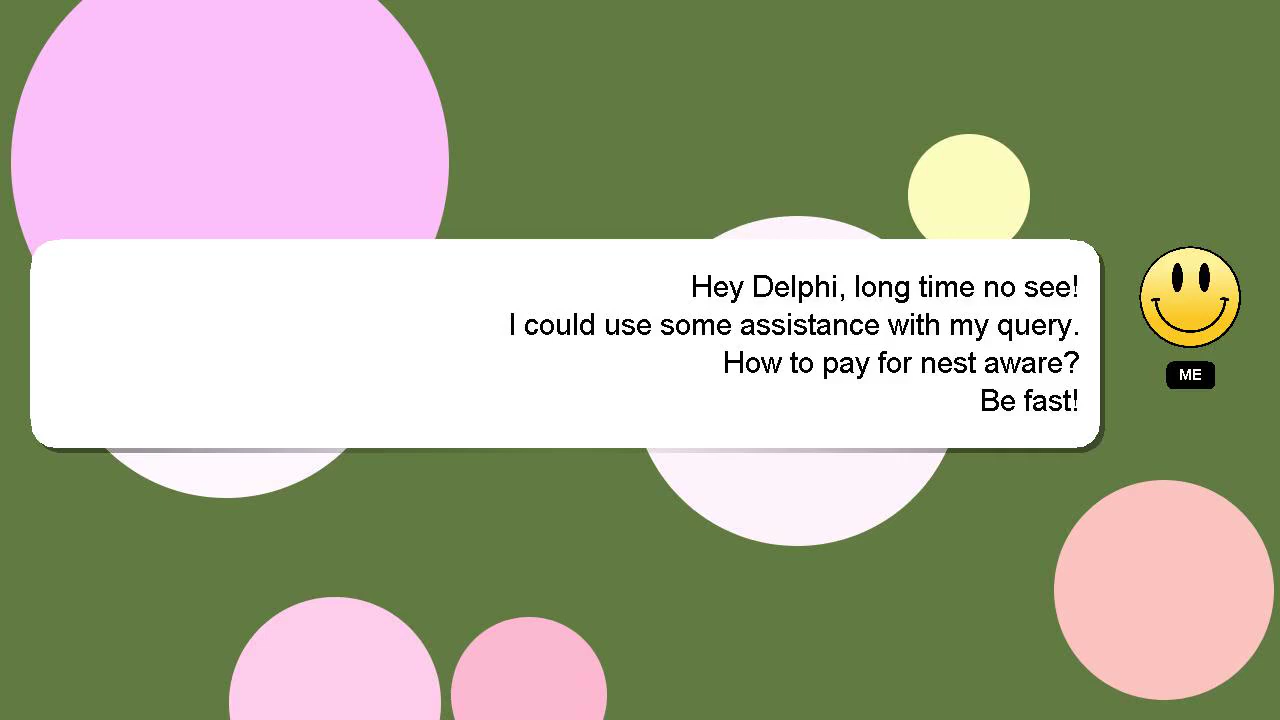 Hey Delphi, long time no see!
I could use some assistance with my query.
How to pay for nest aware?
Be fast!
ME